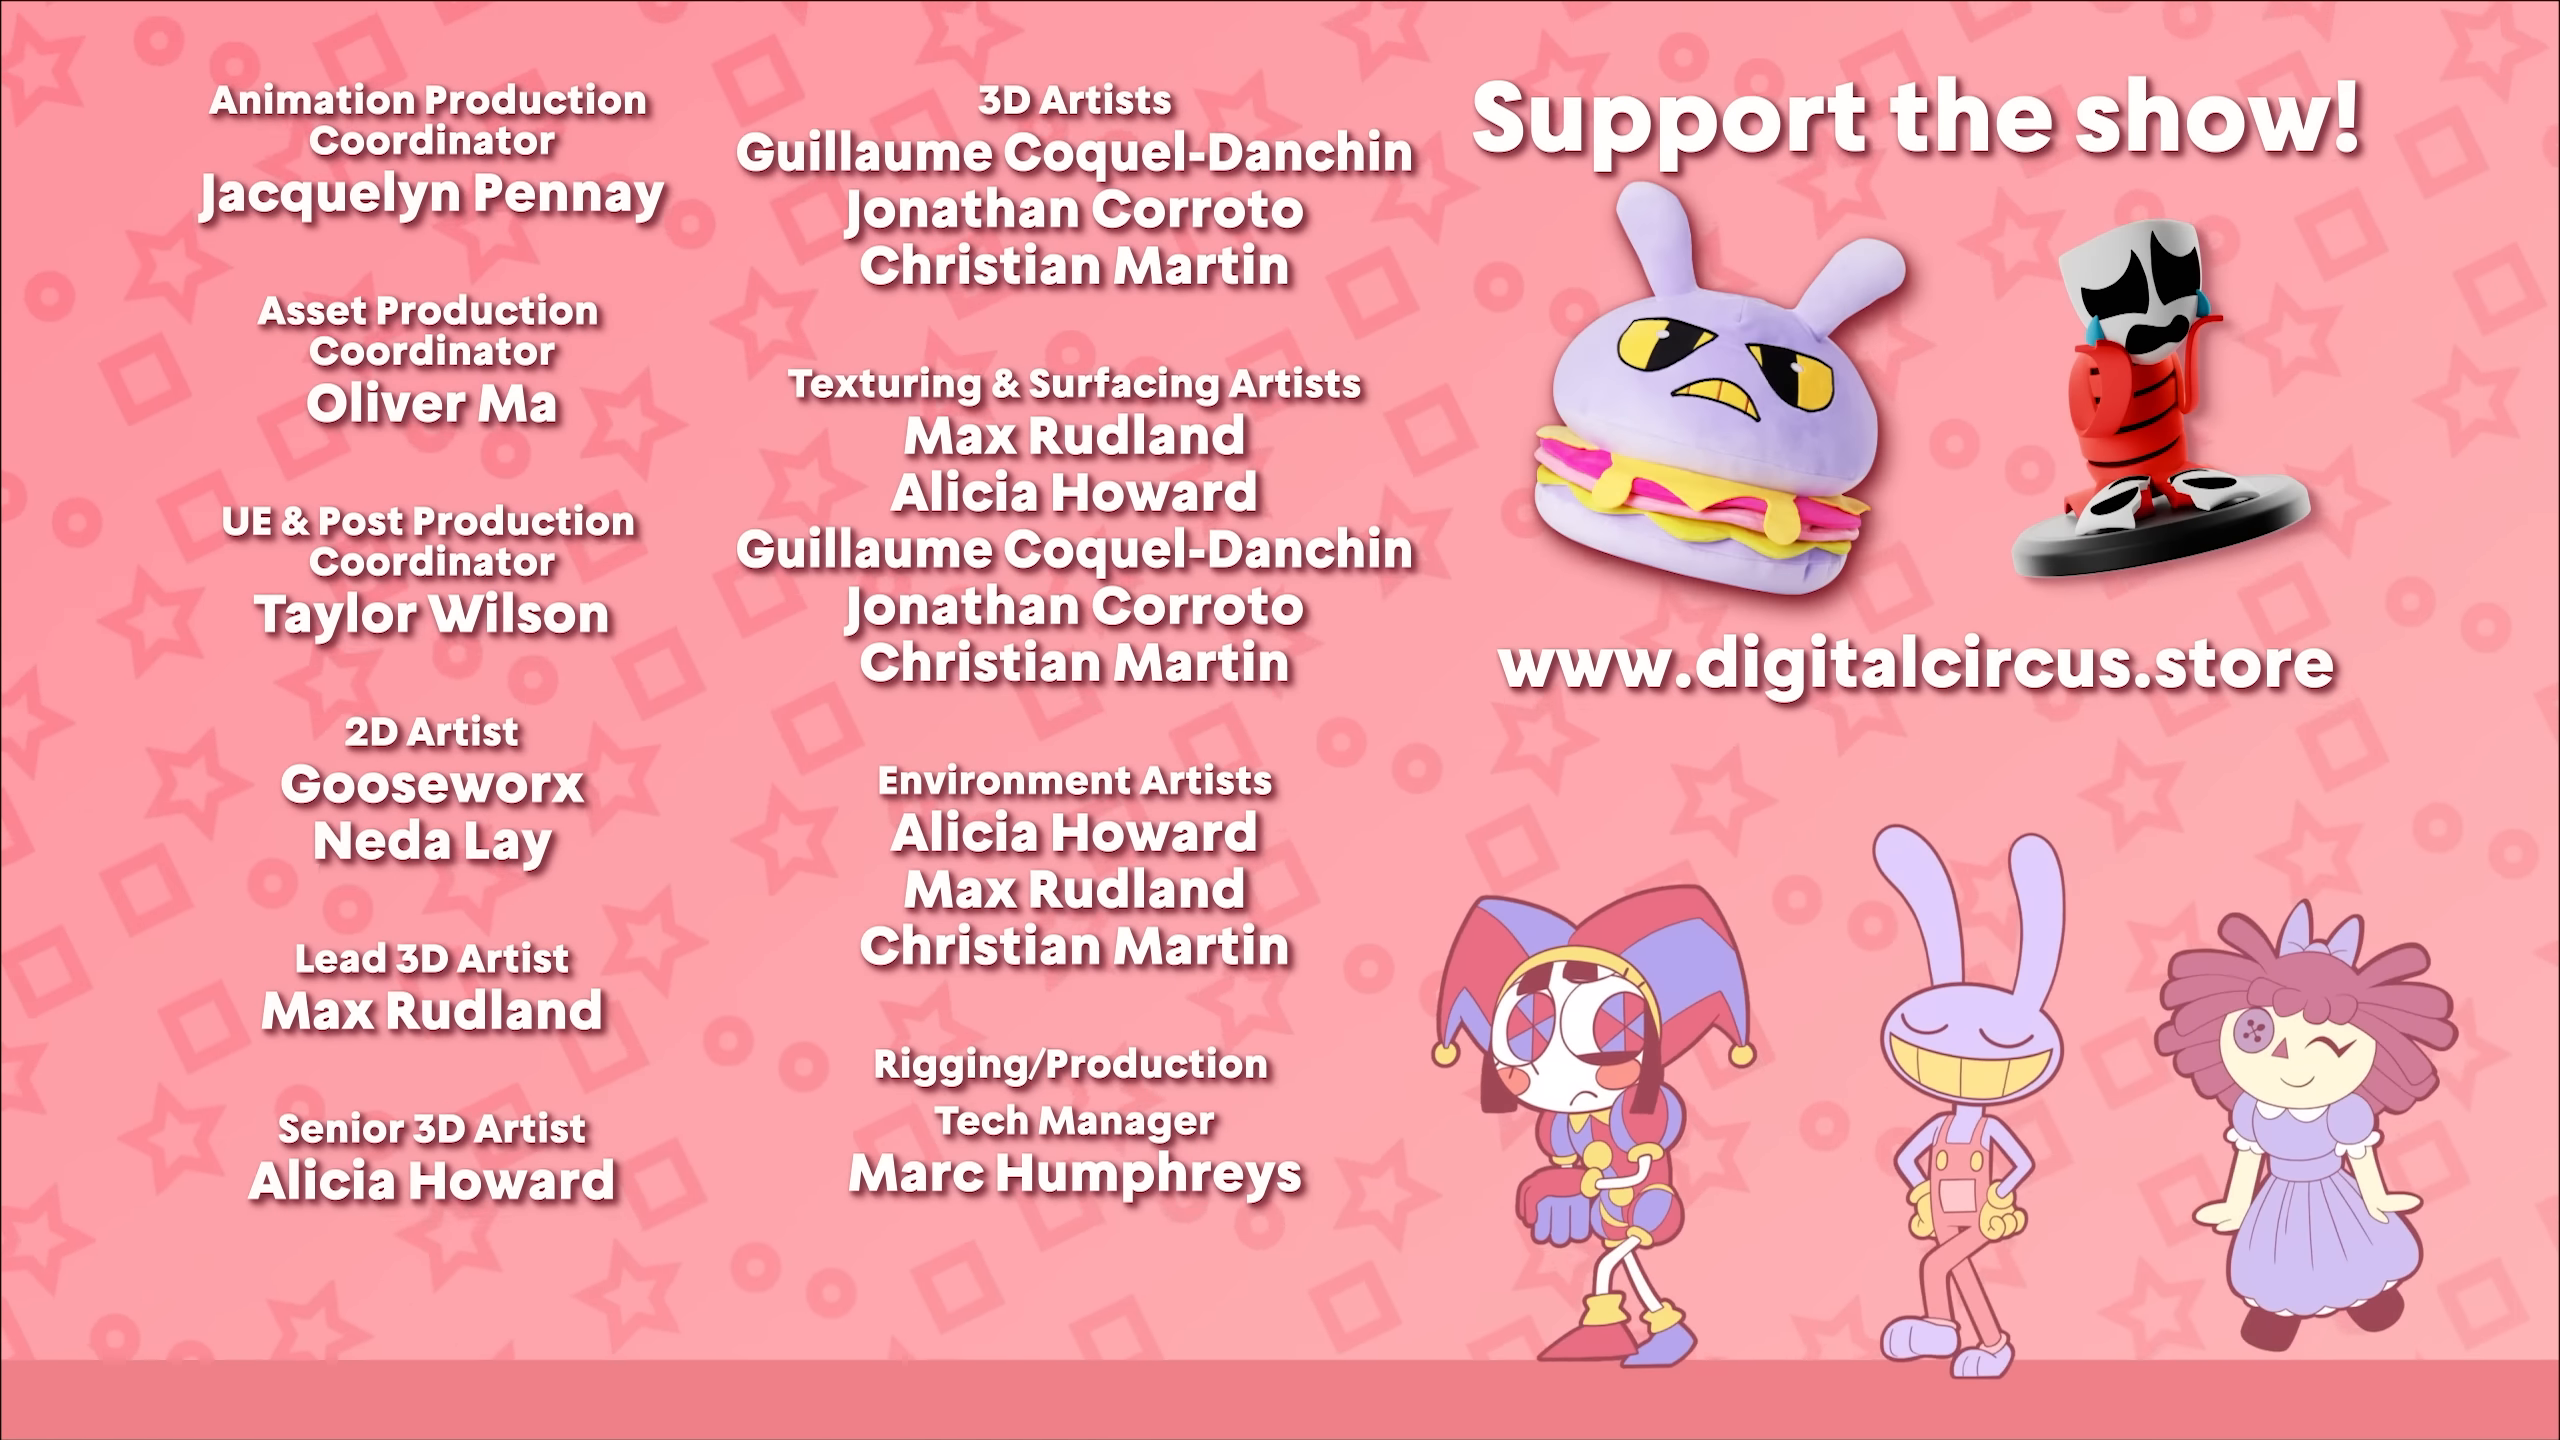 Animation Production
Coordinator
Jacquelyn Pennay
Asset Production
Coordinator
Oliver Ma
UE & Post Production
Coordinator
Taylor Wilson
2D Artist
Gooseworx
Neda Lay
Lead 3D Artist
Max Rudland
Senior 3D Artist
Alicia Howard
3D Artists
Guillaume Coquel-Danchin
Jonathan Corroto
Christian Martin
Texturing & Surfacing Artists
Max Rudland
Alicia Howard
Guillaume Coquel-Danchin
Jonathan Corroto
Christian Martin
Environment Artists
Alicia Howard
Max Rudland
Christian Martin
Rigging/Production
Tech Manager
Marc Humphreys
Support the show!
www.digitalcircus.store